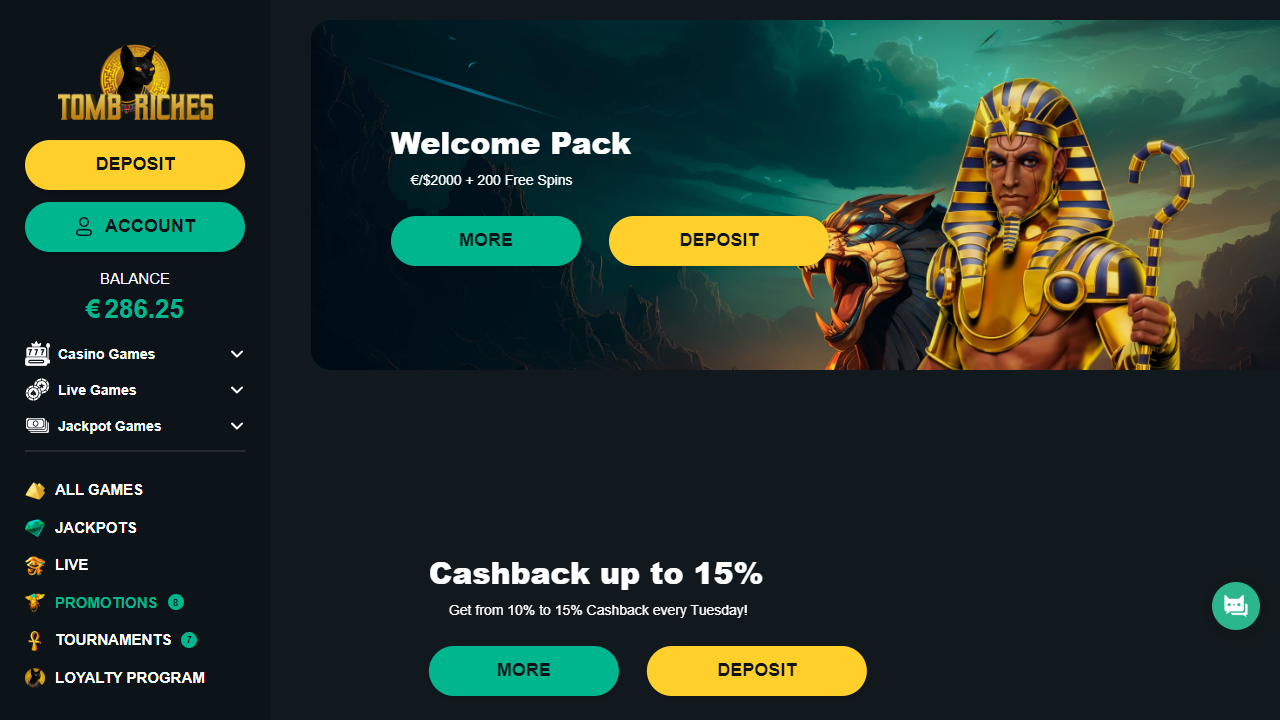 TOMB RICHES
DEPOSIT
ACCOUNT
BALANCE
€ 286.25
777
Casino Games
Live Games
Jackpot Games
ALL GAMES
JACKPOTS
LIVE
PROMOTIONS 8
TOURNAMENTS 7
LOYALTY PROGRAM
Welcome Pack
€/$2000 + 200 Free Spins
MORE
DEPOSIT
Cashback up to 15%
Get from 10% to 15% Cashback every Tuesday!
MORE
DEPOSIT